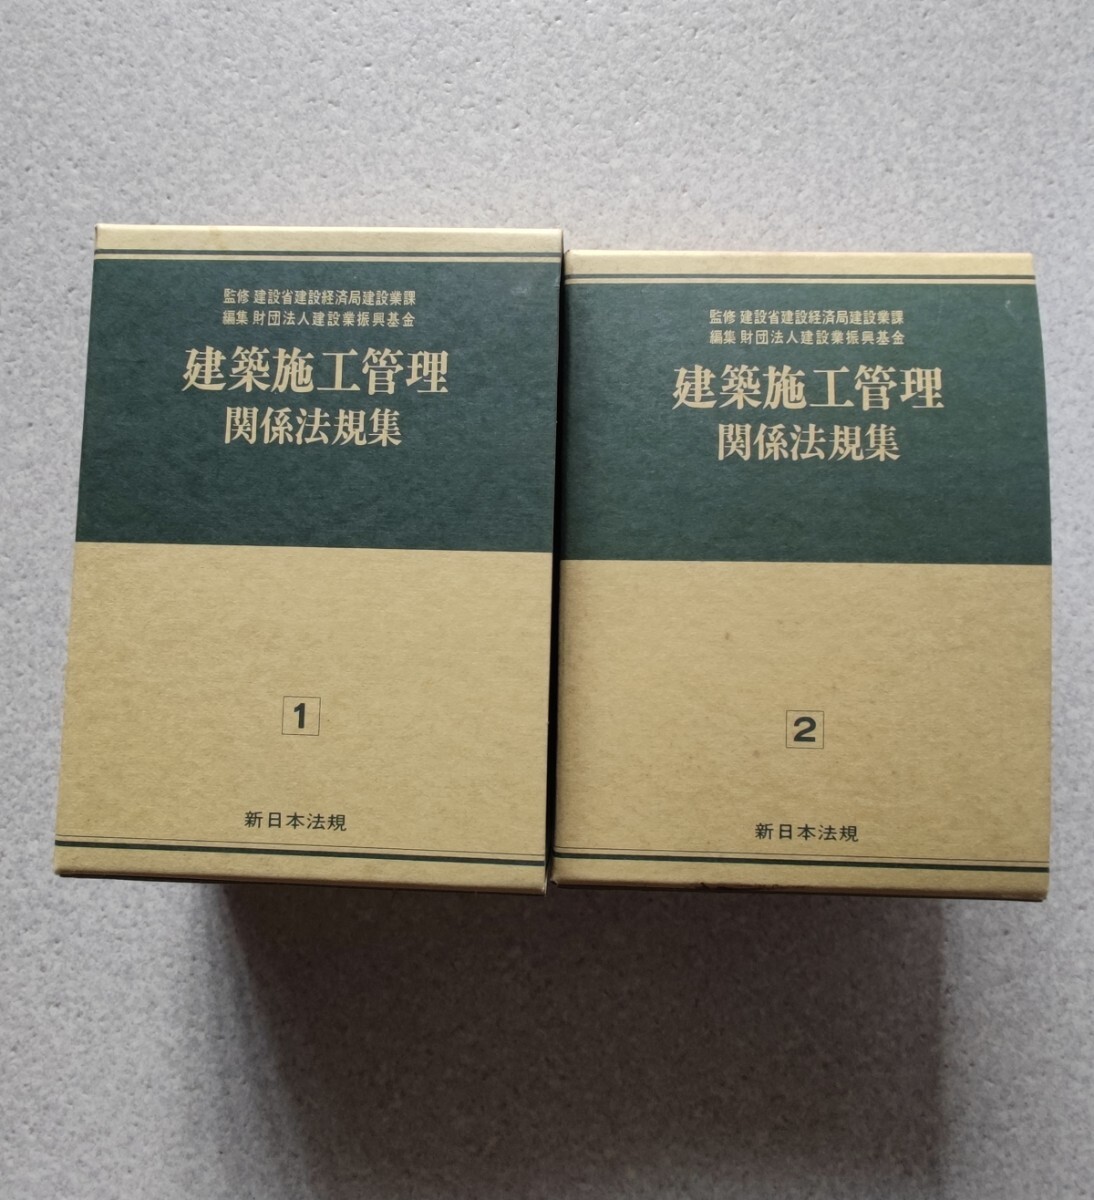 監修 建設省建設経済局建設業課
編集 財団法人建設業振興基金
建築施工管理
関係法規集
1
新日本法規
監修 建設省建設経済局建設業課
編集 財団法人建設業振興基金
建築施工管理
関係法規集
2
新日本法規